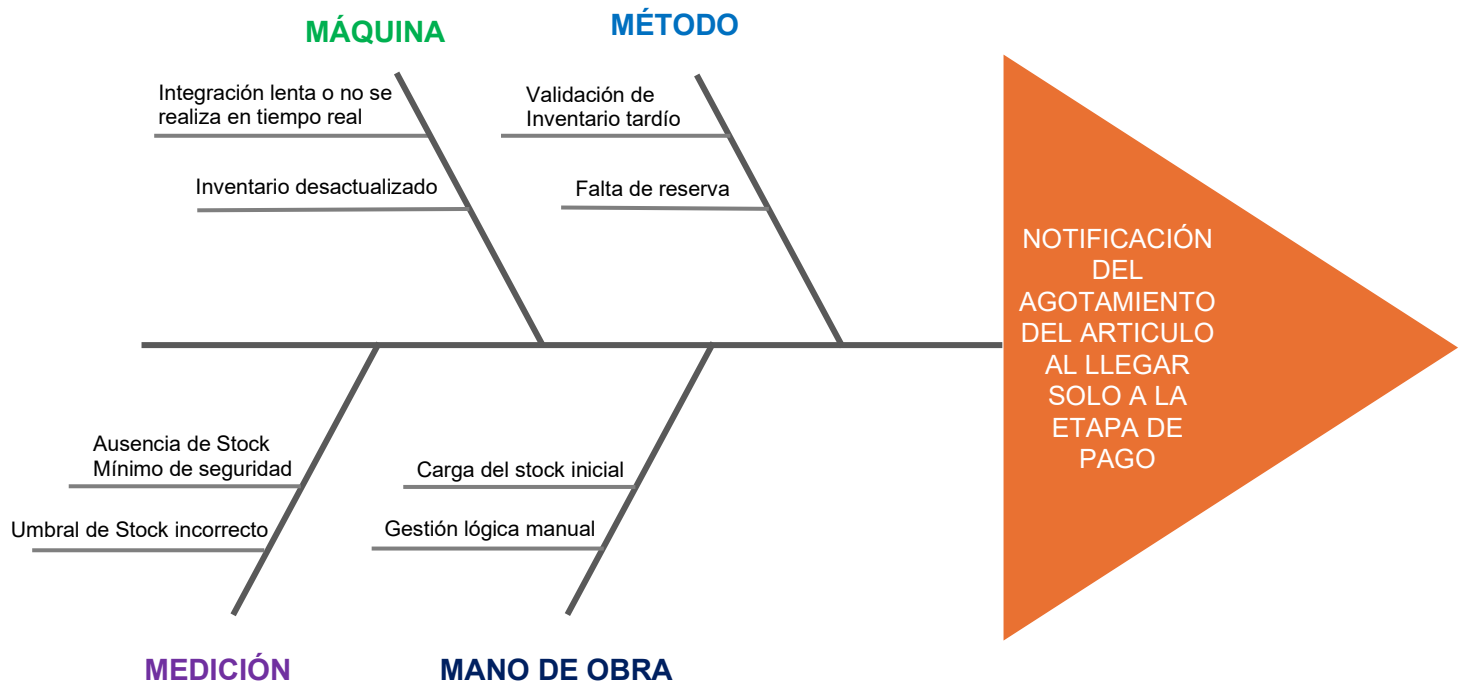 MÁQUINA
MÉTODO
Integración lenta o no se
realiza en tiempo real
Inventario desactualizado
Validación de
Inventario tardío
Falta de reserva
NOTIFICACIÓN
DEL
AGOTAMIENTO
DEL ARTICULO
AL LLEGAR
SOLO A LA
ETAPA DE
PAGO
Ausencia de Stock
Mínimo de seguridad
Umbral de Stock incorrecto
Carga del stock inicial
Gestión lógica manual
MEDICIÓN
MANO DE OBRA